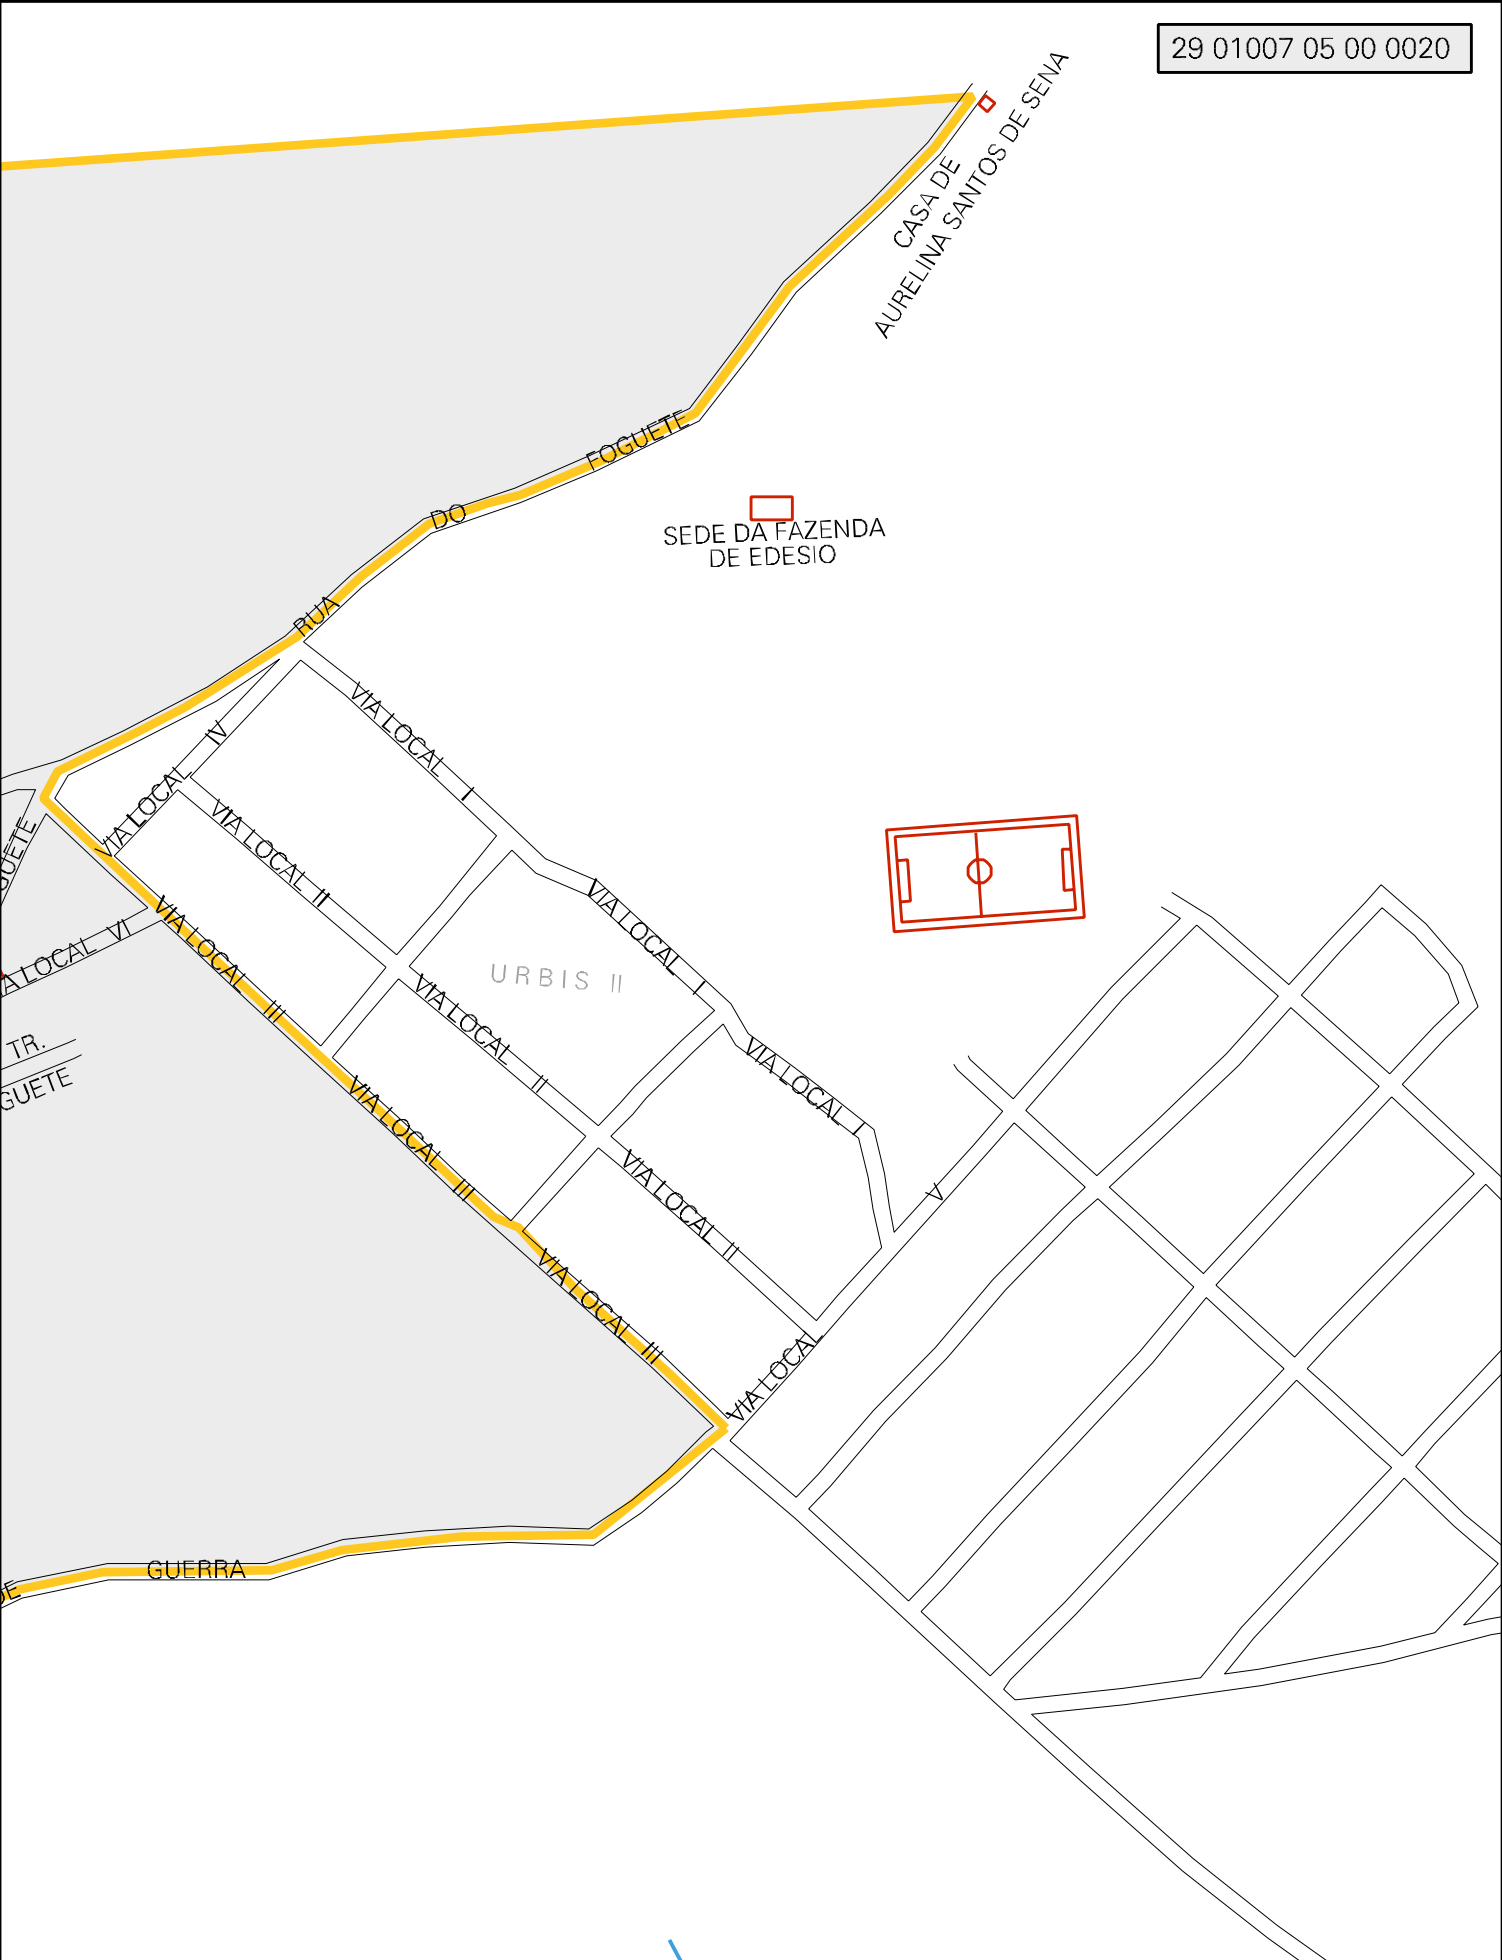 29 01007 05 00 0020
CASA DE
AURELINA SANTOS DE SENA
RUA DO FOGUETE
SEDE DA FAZENDA
DE EDESIO
VIA LOCAL I
VIA LOCAL IV
VIA LOCAL II
GUETE
VIA LOCAL I
VIA LOCAL III
A LOCAL VI
URBIS II
VIA LOCAL II
TR.
GUETE
VIA LOCAL I
VIA LOCAL III
VIA LOCAL II
VIA LOCAL V
VIA LOCAL III
DE GUERRA